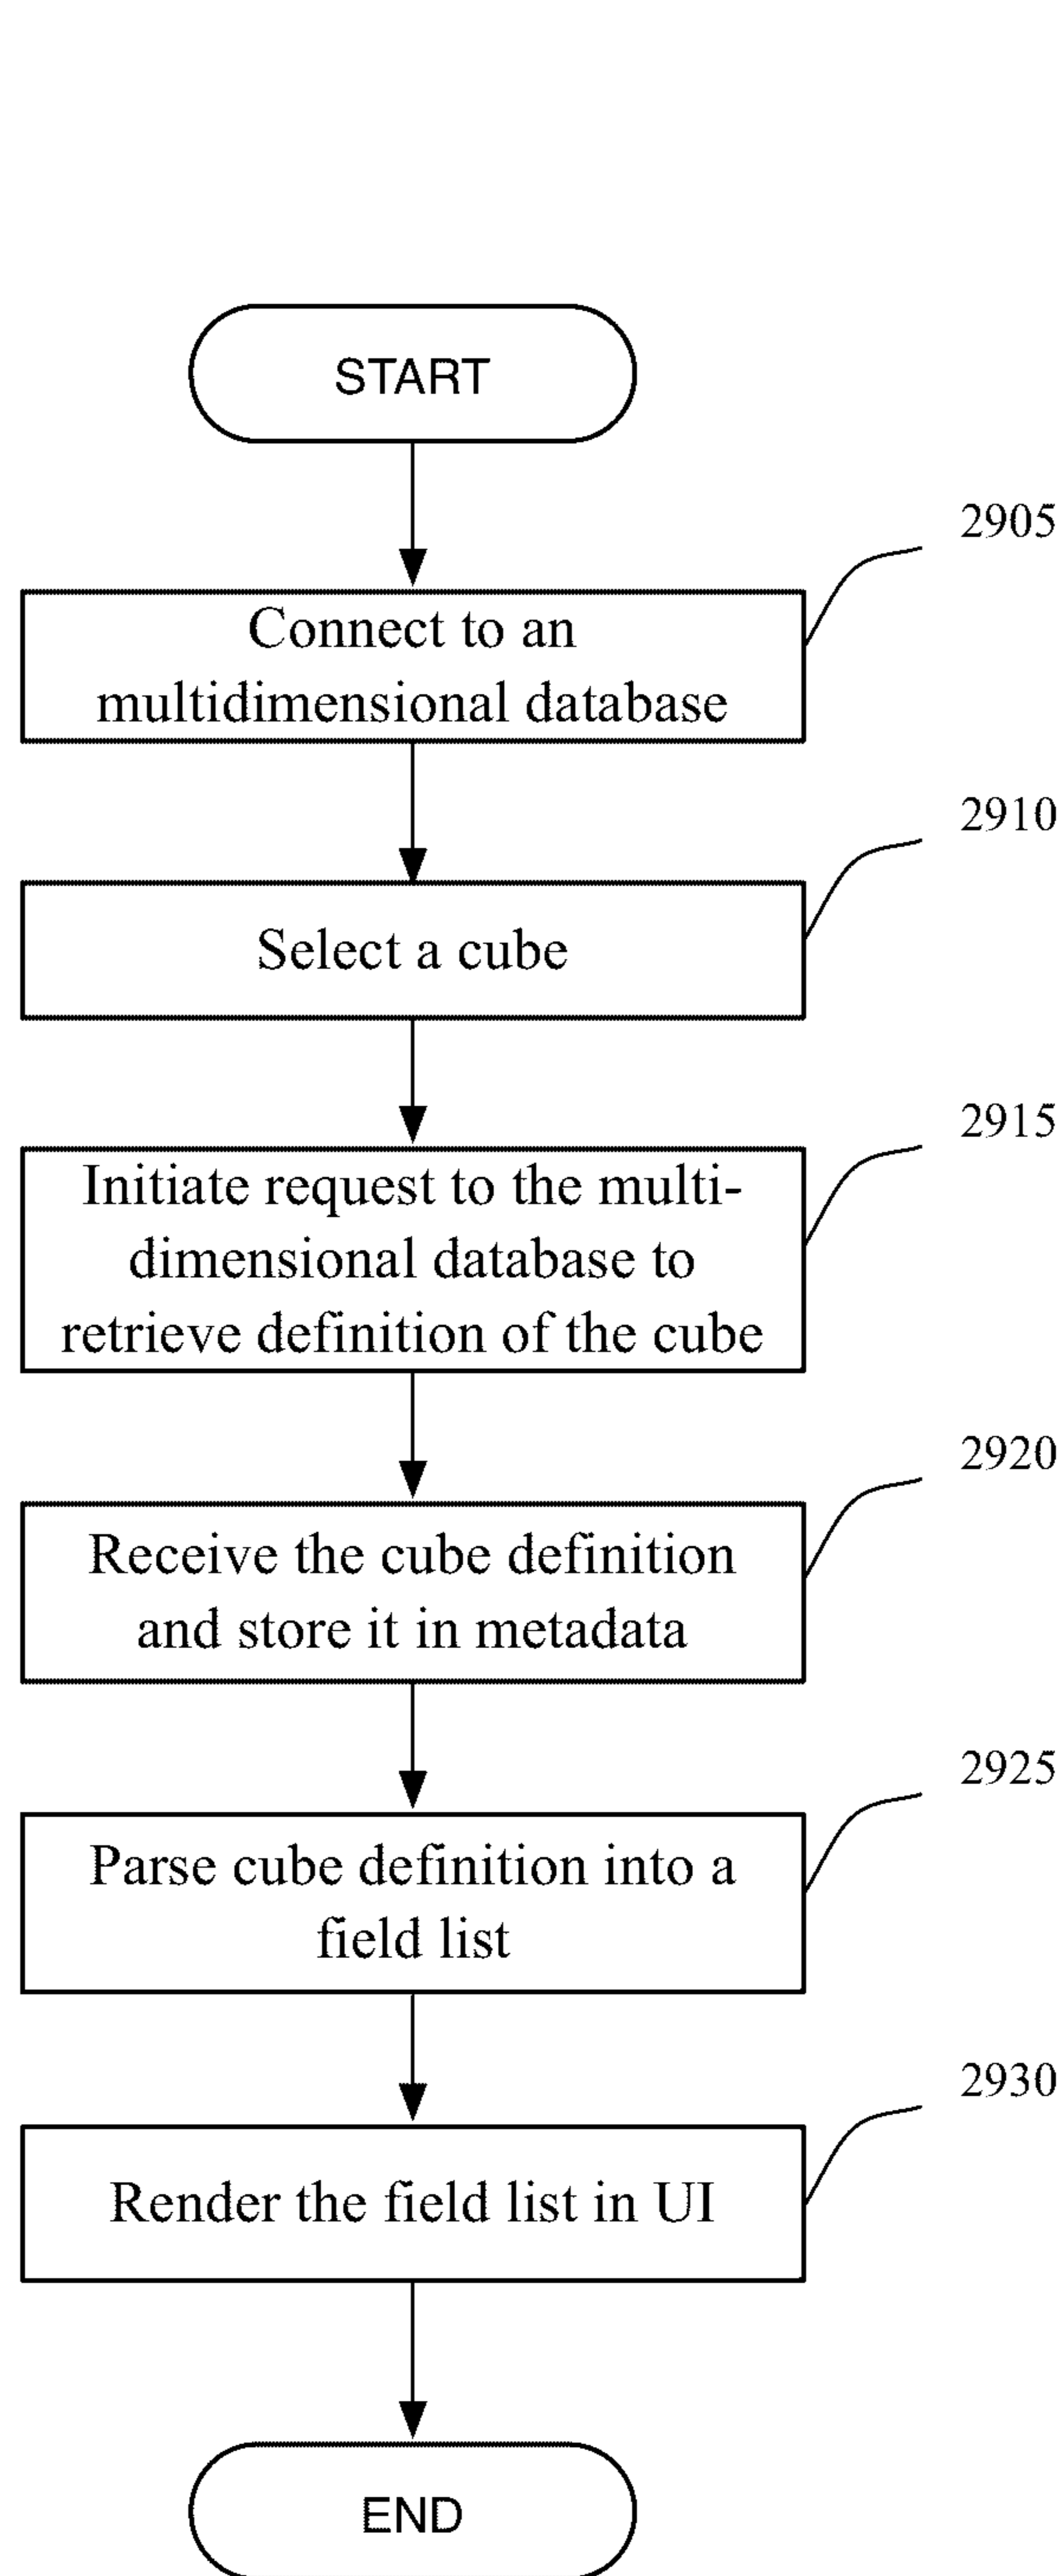 START
2905
Connect to an
multidimensional database
2910
Select a cube
2915
Initiate request to the multi-
dimensional database to
retrieve definition of the cube
2920
Receive the cube definition
and store it in metadata
2925
Parse cube definition into a
field list
2930
Render the field list in UI
END